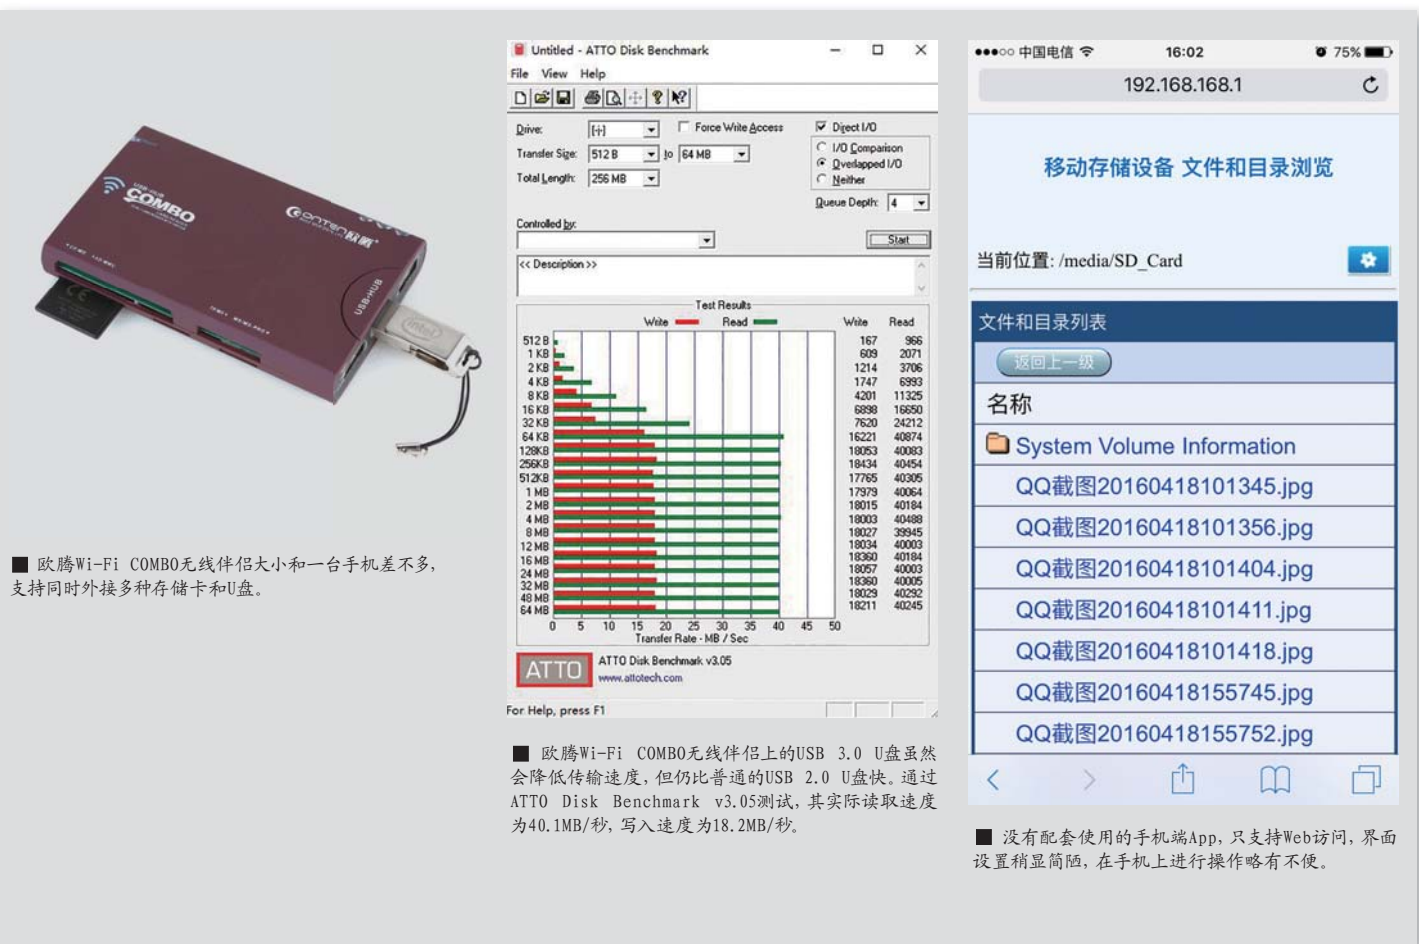 USB-HUB
COMBO
Onten 欧腾
USB-HUB
intel
CE
■ 欧腾Wi-Fi COMBO无线伴侣大小和一台手机差不多,
支持同时外接多种存储卡和U盘。
Untitled - ATTO Disk Benchmark
File View Help
Drive: [-I-] Force Write Access Direct I/O
Transfer Size: 512 B to 64 MB I/O Comparison
Overlapped I/O
Total Length: 256 MB Neither
Queue Depth: 4
Controlled by:
Start
<< Description >>
Test Results
Write Read Write Read
512 B 167 966
1 KB 609 2071
2 KB 1214 3706
4 KB 1747 6993
8 KB 4201 11325
16 KB 6898 16650
32 KB 7620 24212
64 KB 16221 40874
128KB 18053 40083
256KB 18434 40454
512KB 17765 40305
1 MB 17979 40064
2 MB 18015 40184
4 MB 18003 40488
8 MB 18027 39945
12 MB 18034 40003
16 MB 18360 40184
24 MB 18057 40003
32 MB 18360 40005
48 MB 18029 40292
64 MB 18211 40245
0 5 10 15 20 25 30 35 40 45 50
Transfer Rate - MB / Sec
ATTO
ATTO Disk Benchmark v3.05
www.attotech.com
For Help, press F1
■ 欧腾Wi-Fi COMBO无线伴侣上的USB 3.0 U盘虽然
会降低传输速度,但仍比普通的USB 2.0 U盘快。通过
ATTO Disk Benchmark v3.05测试,其实际读取速度
为40.1MB/秒,写入速度为18.2MB/秒。
中国电信 16:02 75%
192.168.168.1
移动存储设备 文件和目录浏览
当前位置: /media/SD_Card
文件和目录列表
返回上一级
名称
System Volume Information
QQ截图20160418101345.jpg
QQ截图20160418101356.jpg
QQ截图20160418101404.jpg
QQ截图20160418101411.jpg
QQ截图20160418101418.jpg
QQ截图20160418155745.jpg
QQ截图20160418155752.jpg
■ 没有配套使用的手机端App,只支持Web访问,界面
设置稍显简陋,在手机上进行操作略有不便。